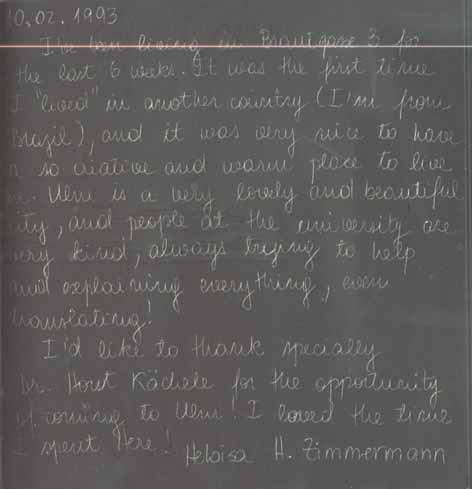 10.02.1993
I've been living in Brautgasse 3 for
the last 6 weeks. It was the first time
I "lived" in another country (I'm from
Brazil), and it was very nice to have
so criative and warm place to live
in. Ulm is a very lovely and beautiful
city, and people at the university are
very kind, always trying to help
and explaining everything, even
translating!
I'd like to thank specially
Dr. Horst Kächele for the opportunity
of coming to Ulm! I loved the time
I spent here!
Heloisa H. Zimmermann